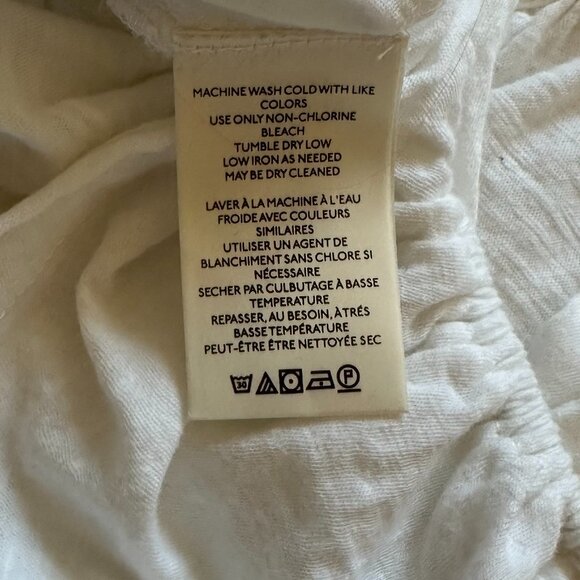 MACHINE WASH COLD WITH LIKE
COLORS
USE ONLY NON-CHLORINE
BLEACH
TUMBLE DRY LOW
LOW IRON AS NEEDED
MAY BE DRY CLEANED
LAVER À LA MACHINE À L'EAU
FROIDE AVEC COULEURS
SIMILAIRES
UTILISER UN AGENT DE
BLANCHIMENT SANS CHLORE SI
NÉCESSAIRE
SECHER PAR CULBUTAGE À BASSE
TEMPERATURE
REPASSER, AU BESOIN, À TRÉS
BASSE TEMPÉRATURE
PEUT-ÊTRE ÊTRE NETTOYÉE SEC
30 P